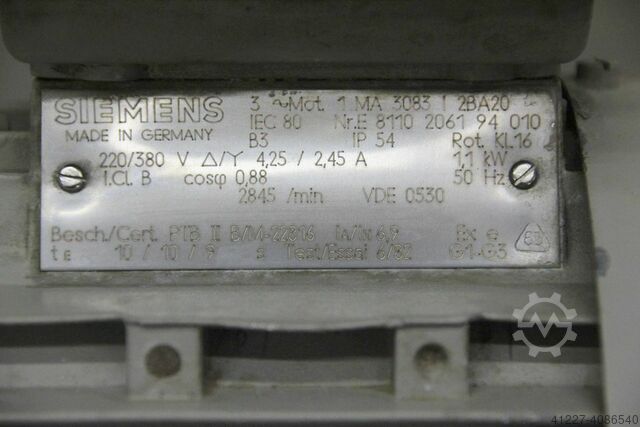 SIEMENS 3 ~Mot. 1 MA 3083 2BA20
MADE IN GERMANY IEC 80 Nr.E 8110 2061 94 010
B3 IP 54 Rot. KL.16
220/380 V Δ/Y 4,25 / 2,45 A 1,1 kW
I.Cl. B cosφ 0,88 50 Hz
2845 /min VDE 0530
Besch./Cert. PTB II B/M-22816 IA/IN 6,9 Ex e
tE 10 / 10 / 9 s Test/Essai 6/82 G1-G3
41227-4086540